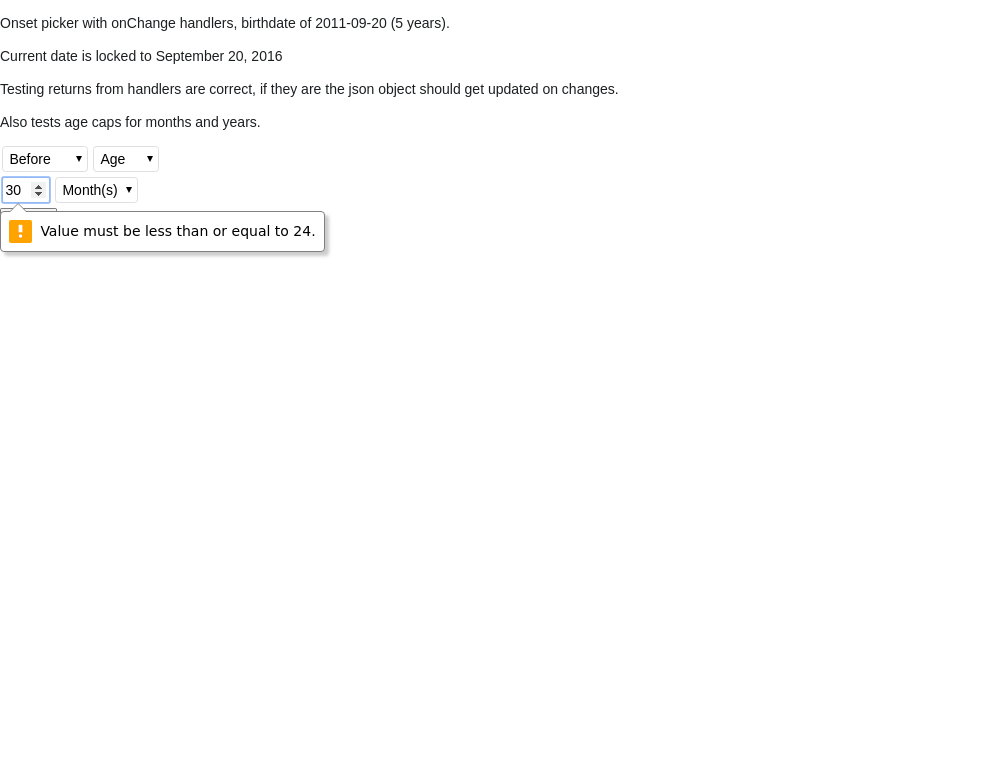 Onset picker with onChange handlers, birthdate of 2011-09-20 (5 years).
Current date is locked to September 20, 2016
Testing returns from handlers are correct, if they are the json object should get updated on changes.
Also tests age caps for months and years.
Before Age
30 Month(s)
Value must be less than or equal to 24.